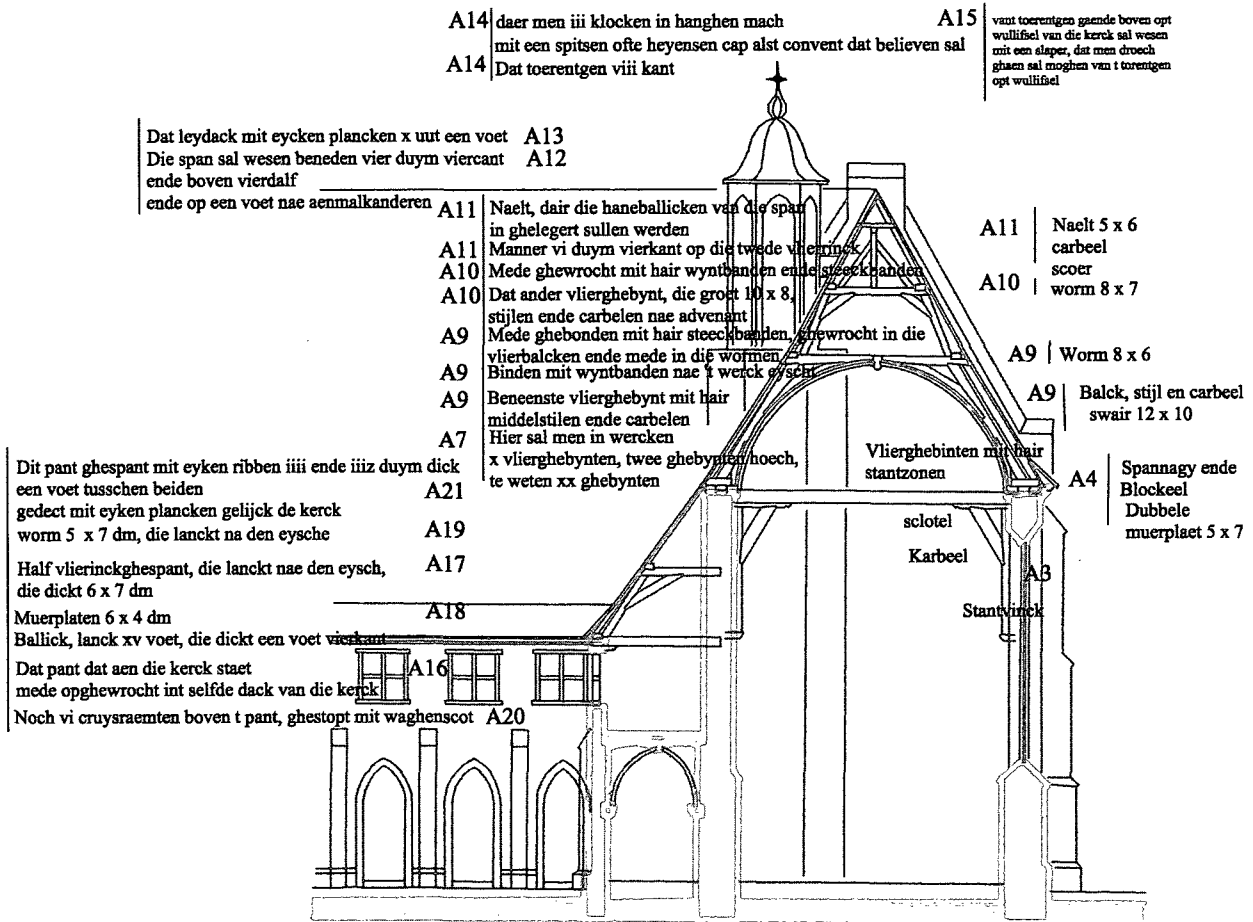 A14 daer men iii klocken in hanghen mach
mit een spitsen ofte heyensen cap alst convent dat believen sal
A14 Dat toerentgen viii kant
A15 vant toerentgen gaende boven opt
wullifsel van die kerck sal wesen
mit een slaper, dat men droech
ghaen sal moghen van t torentgen
opt wullifsel
Dat leydack mit eycken plancken x uut een voet A13
Die span sal wesen beneden vier duym viercant A12
ende boven vierdalf
ende op een voet nae aenmalkanderen
A11 Naelt, dair die haneballicken van die span
in ghelegert sullen werden
A11 Manner vi duym vierkant op die twede vlierrinck
A10 Mede ghewrocht mit hair wyntbanden ende steeckbanden
A10 Dat ander vlierghebynt, die groet 10 x 8,
stijlen ende carbelen nae advenant
A9 Mede ghebonden mit hair steeckbanden, ghewrocht in die
vlierbalcken ende mede in die wormen
A9 Binden mit wyntbanden nae 't werck eyscht
A9 Beneenste vlierghebynt mit hair
middelstilen ende carbelen
A7 Hier sal men in wercken
x vlierghebynten, twee ghebynten hoech,
te weten xx ghebynten
A11 Naelt 5 x 6
carbeel
scoer
A10 worm 8 x 7
A9 Worm 8 x 6
A9 Balck, stijl en carbeel
swair 12 x 10
Vlierghebinten mit hair
stantzonen
A4 Spannagy ende
Blockeel
Dubbele
muerplaet 5 x 7
sclotel
Karbeel
A3
Stantvinck
Dit pant ghespant mit eyken ribben iiii ende iiiz duym dick
een voet tusschen beiden A21
gedect mit eyken plancken gelijck de kerck
worm 5 x 7 dm, die lanckt na den eysche A19
Half vlierinckghespant, die lanckt nae den eysch, A17
die dickt 6 x 7 dm
Muerplaten 6 x 4 dm A18
Ballick, lanck xv voet, die dickt een voet vierkant
Dat pant dat aen die kerck staet A16
mede opghewrocht int selfde dack van die kerck
Noch vi cruysraemten boven t pant, ghestopt mit waghenscot A20